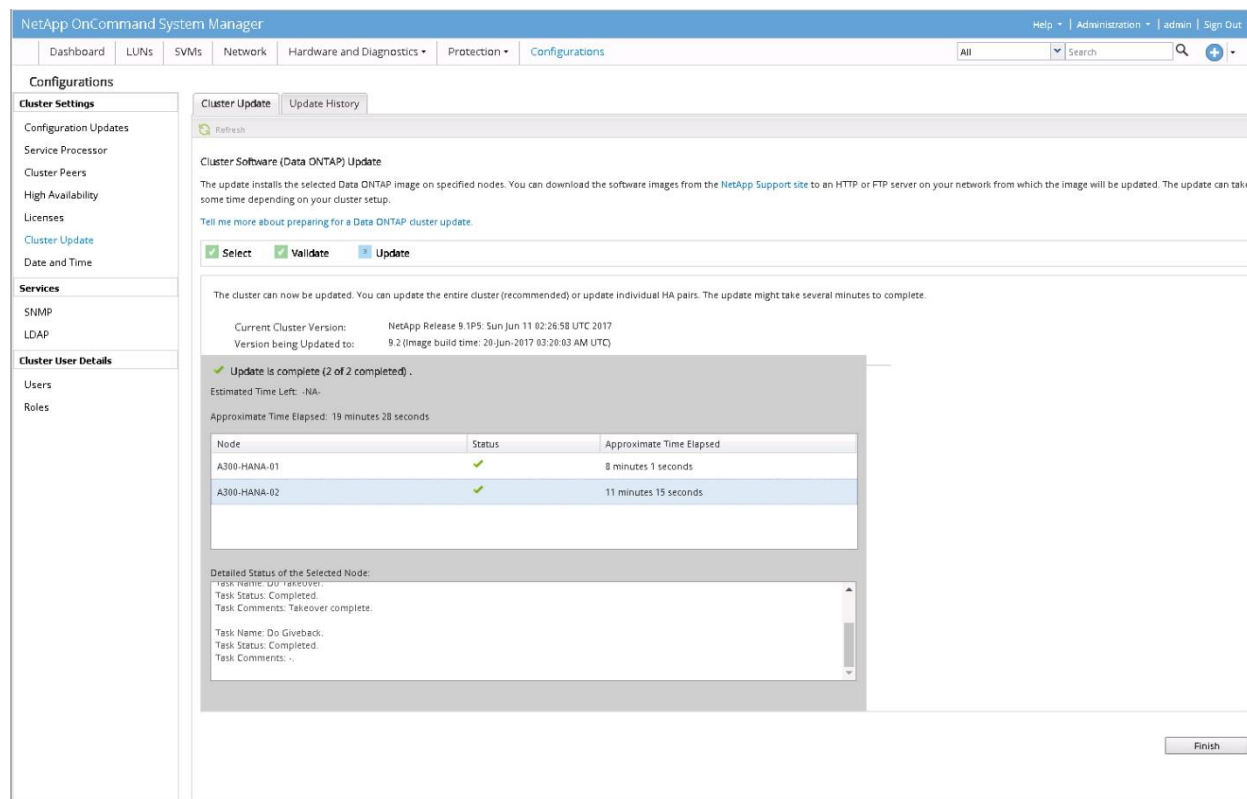 NetApp OnCommand System Manager
Help | Administration | admin | Sign Out
Dashboard LUNs SVMs Network Hardware and Diagnostics Protection Configurations
All Search
Configurations
Cluster Settings
Configuration Updates
Service Processor
Cluster Peers
High Availability
Licenses
Cluster Update
Date and Time
Services
SNMP
LDAP
Cluster User Details
Users
Roles
Cluster Update Update History
Refresh
Cluster Software (Data ONTAP) Update
The update installs the selected Data ONTAP image on specified nodes. You can download the software images from the NetApp Support site to an HTTP or FTP server on your network from which the image will be updated. The update can take
some time depending on your cluster setup.
Tell me more about preparing for a Data ONTAP cluster update.
Select Validate 3 Update
The cluster can now be updated. You can update the entire cluster (recommended) or update individual HA pairs. The update might take several minutes to complete.
Current Cluster Version: NetApp Release 9.1P5: Sun Jun 11 02:26:58 UTC 2017
Version being Updated to: 9.2 (Image build time: 20-Jun-2017 03:20:03 AM UTC)
Update is complete (2 of 2 completed) .
Estimated Time Left: -NA-
Approximate Time Elapsed: 19 minutes 28 seconds
Node Status Approximate Time Elapsed
A300-HANA-01 8 minutes 1 seconds
A300-HANA-02 11 minutes 15 seconds
Detailed Status of the Selected Node:
Task Name: Do Takeover.
Task Status: Completed.
Task Comments: Takeover complete.
Task Name: Do Giveback.
Task Status: Completed.
Task Comments: -.
Finish